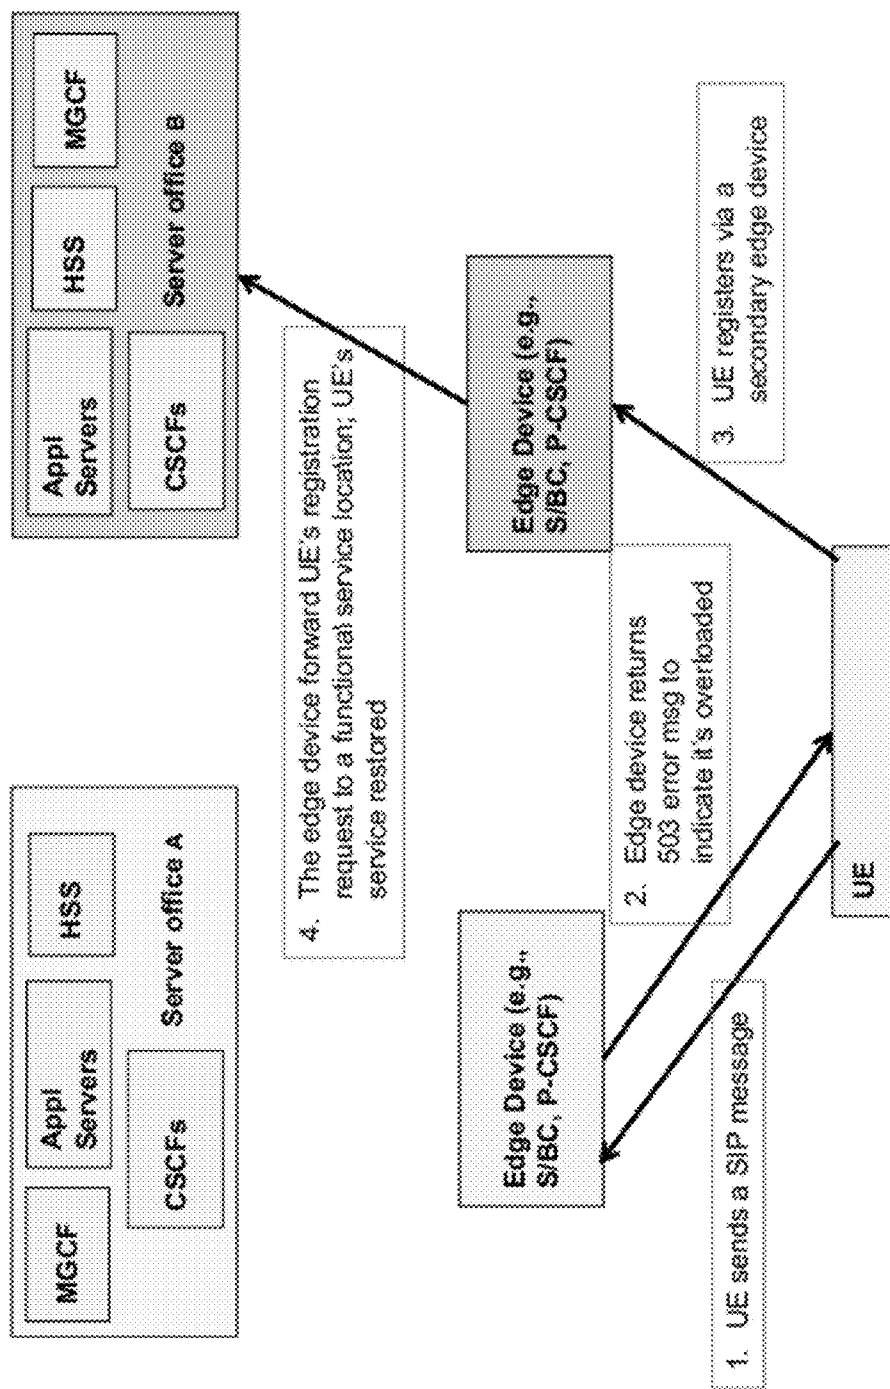 MGCF
Appl
Servers
HSS
CSCFs
Server office A
Appl
Servers
HSS
MGCF
CSCFs
Server office B
4. The edge device forward UE's registration
request to a functional service location; UE's
service restored
Edge Device (e.g.,
S/BC, P-CSCF)
Edge Device (e.g.,
S/BC, P-CSCF)
2. Edge device returns
503 error msg to
indicate it's overloaded
1. UE sends a SIP message
3. UE registers via a
secondary edge device
UE